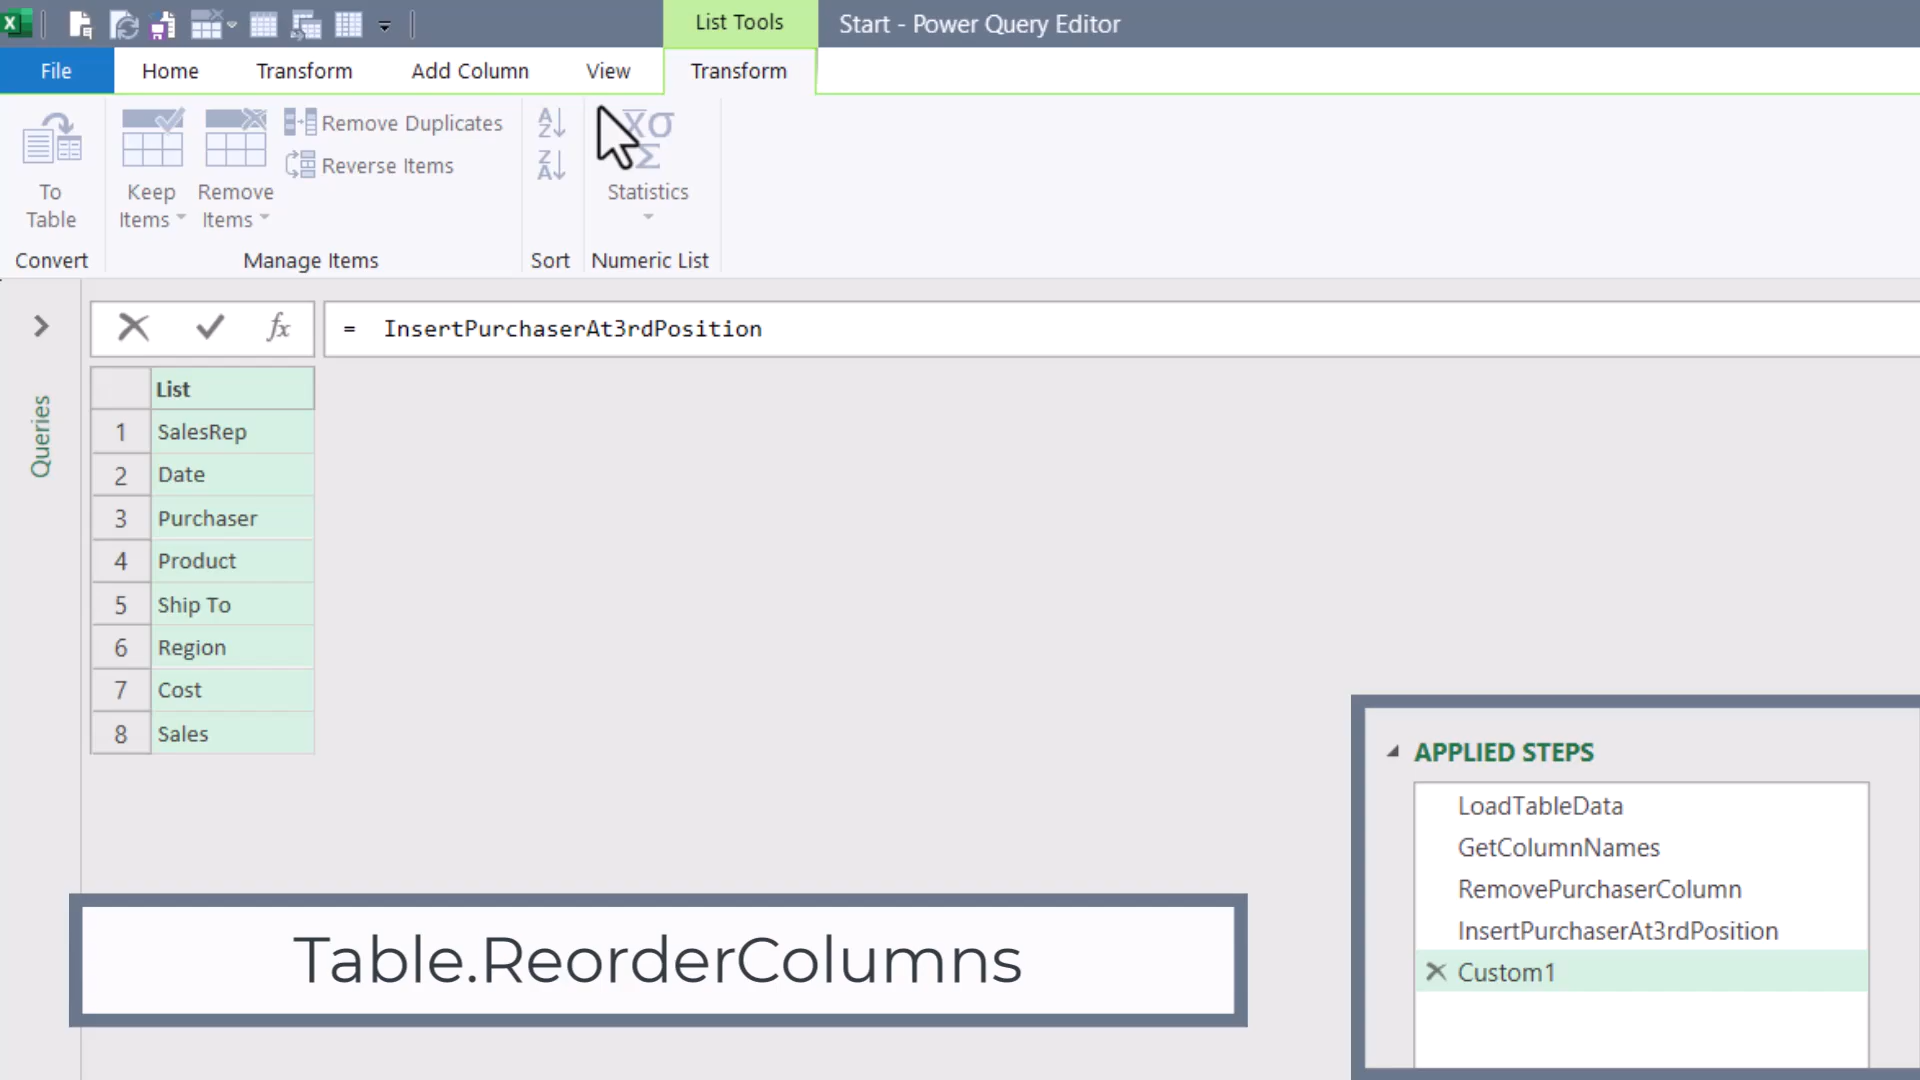 List Tools
Start - Power Query Editor
File
Home
Transform
Add Column
View
Transform
To Table
Keep Items
Remove Items
Remove Duplicates
Reverse Items
A Z
Z A
X̄σ
Σ
Statistics
Convert
Manage Items
Sort
Numeric List
fx
= InsertPurchaserAt3rdPosition
Queries
List
1 SalesRep
2 Date
3 Purchaser
4 Product
5 Ship To
6 Region
7 Cost
8 Sales
Table.ReorderColumns
APPLIED STEPS
LoadTableData
GetColumnNames
RemovePurchaserColumn
InsertPurchaserAt3rdPosition
Custom1